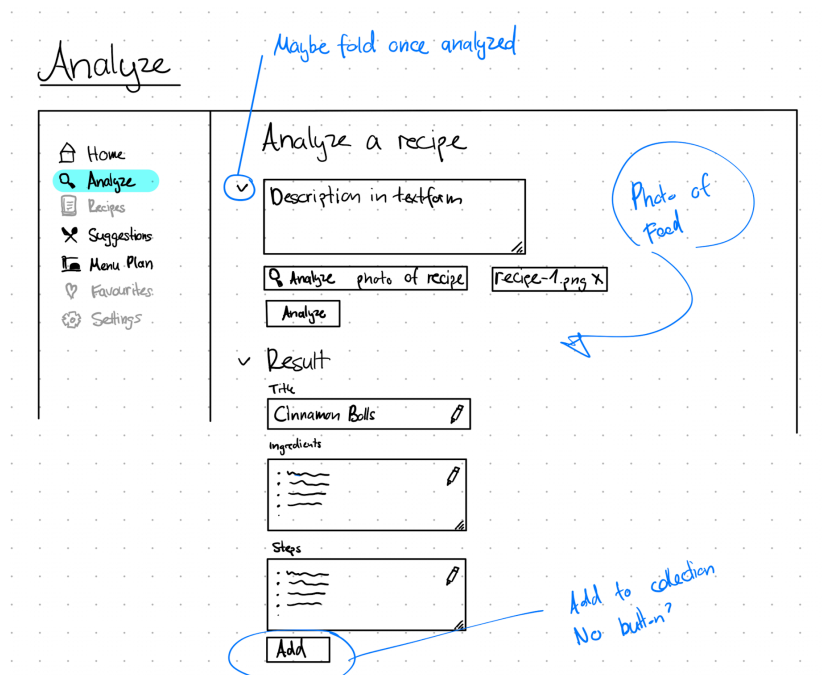 Maybe fold once analyzed
Analyze
Analyze a recipe
Home
Analyze
Recipes
Suggestions
Menu Plan
Favourites
Settings
Description in textform
Photo of
Food
Analyze photo of recipe
recipe-1.png x
Analyze
Result
Title
Cinnamon Bolls
Ingredients
Steps
Add to collection
No button?
Add